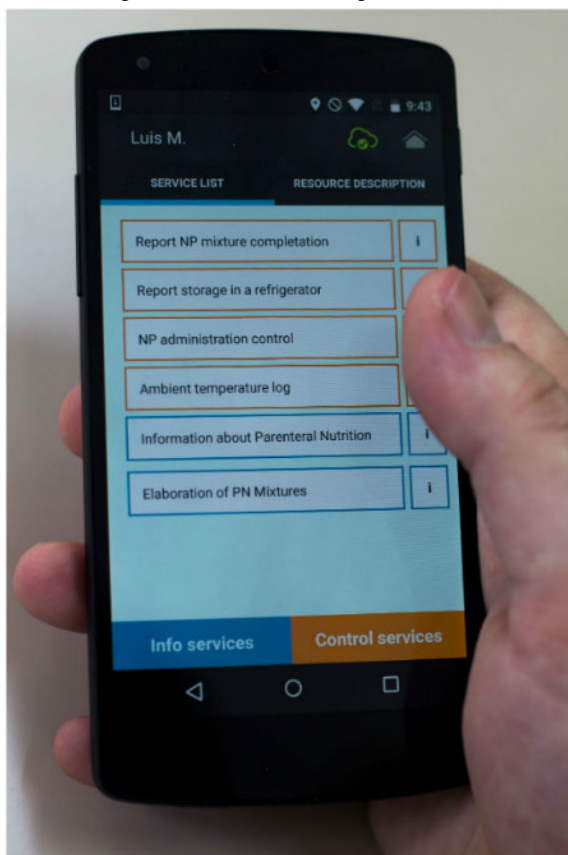 9:43
Luis M.
SERVICE LIST RESOURCE DESCRIPTION
Report NP mixture completion i
Report storage in a refrigerator
NP administration control
Ambient temperature log
Information about Parenteral Nutrition i
Elaboration of PN Mixtures i
Info services Control services